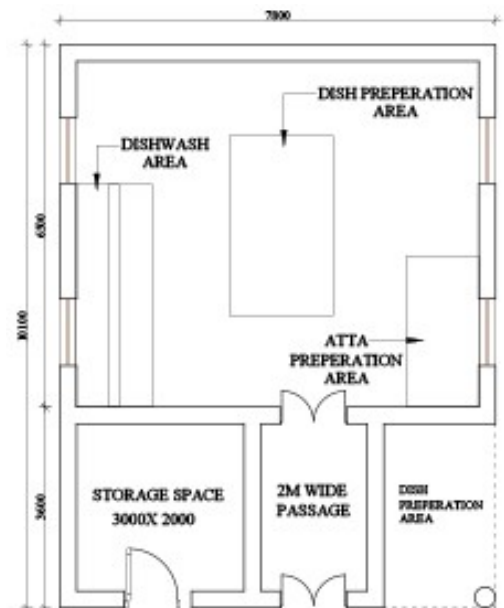 7000
DISH PREPERATION
AREA
DISHWASH
AREA
6500
10100
ATTA
PREPERATION
AREA
3600
STORAGE SPACE
3000X 2000
2M WIDE
PASSAGE
DISH
PREPERATION
AREA